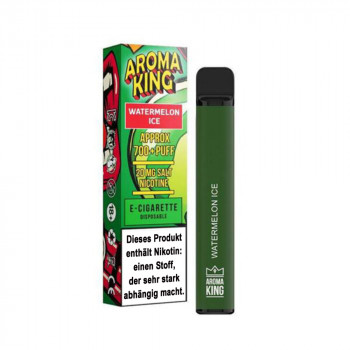 AROMA
KING
WATERMELON
ICE
APPROX
700+ PUFF
20 MG SALT
NICOTINE
E-CIGARETTE
DISPOSABLE
Dieses Produkt
enthält Nikotin:
einen Stoff,
der sehr stark
abhängig macht.
WATERMELON ICE
AROMA
KING